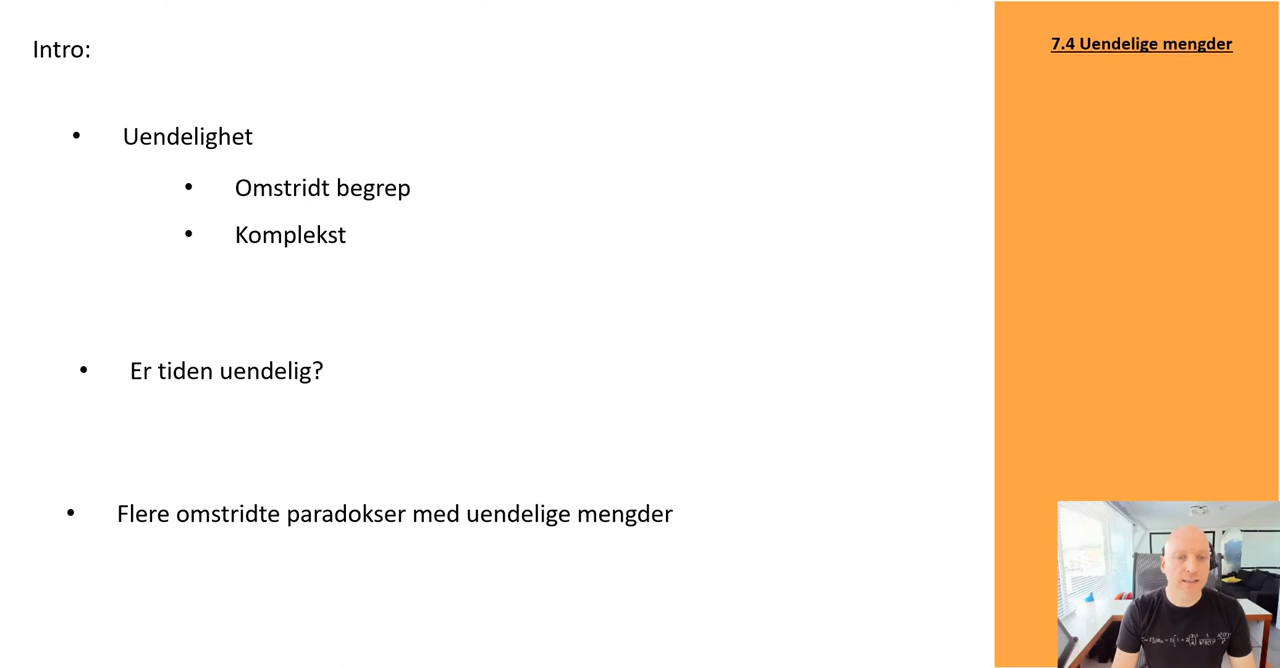 Intro:
7.4 Uendelige mengder
• Uendelighet
• Omstridt begrep
• Komplekst
• Er tiden uendelig?
• Flere omstridte paradokser med uendelige mengder